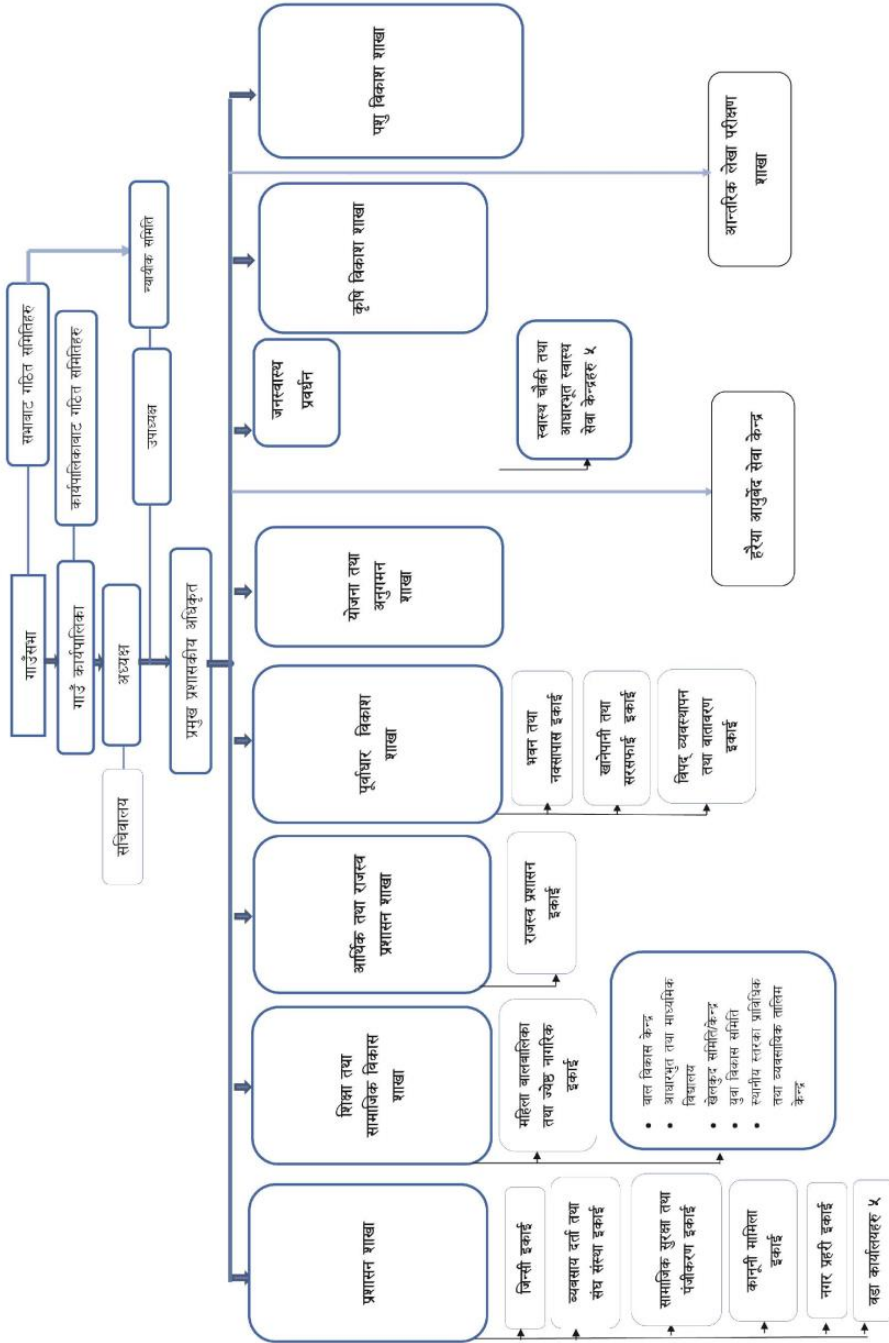 गाउँसभा
सभाबाट गठित समितिहरु
गाउँ कार्यपालिका
कार्यपालिकाबाट गठित समितिहरु
सचिवालय
अध्यक्ष
उपाध्यक्ष
न्यायीक समिति
प्रमुख प्रशासकीय अधिकृत
प्रशासन शाखा
शिक्षा तथा
सामाजिक विकास
शाखा
आर्थिक तथा राजस्व
प्रशासन शाखा
पूर्वाधार विकाश
शाखा
योजना तथा
अनुगमन
शाखा
जनस्वास्थ
प्रवर्धन
कृषि विकाश शाखा
पशु विकाश शाखा
जिन्सी इकाई
व्यवसाय दर्ता तथा
संघ संस्था इकाई
सामाजिक सुरक्षा तथा
पंजीकरण इकाई
कानूनी मामिला
इकाई
नगर प्रहरी इकाई
वडा कार्यालयहरु ५
महिला बालबालिका
तथा ज्येष्ठ नागरिक
इकाई
• बाल विकास केन्द्र
• आधारभुत तथा माध्यमिक
विद्यालय
• खेलकुद समिति/केन्द्र
• युवा विकास समिति
• स्थानीय स्तरका प्राविधिक
तथा व्यवसायिक तालिम
केन्द्र
राजस्व प्रशासन
इकाई
भवन तथा
नक्सापास इकाई
खानेपानी तथा
सरसफाई इकाई
विपद् व्यवस्थापन
तथा वातावरण
इकाई
स्वास्थ चौकी तथा
आधारभूत स्वास्थ
सेवा केन्द्रहरु ५
हरैया आयुर्बेद सेवा केन्द्र
आन्तरिक लेखा परीक्षण
शाखा